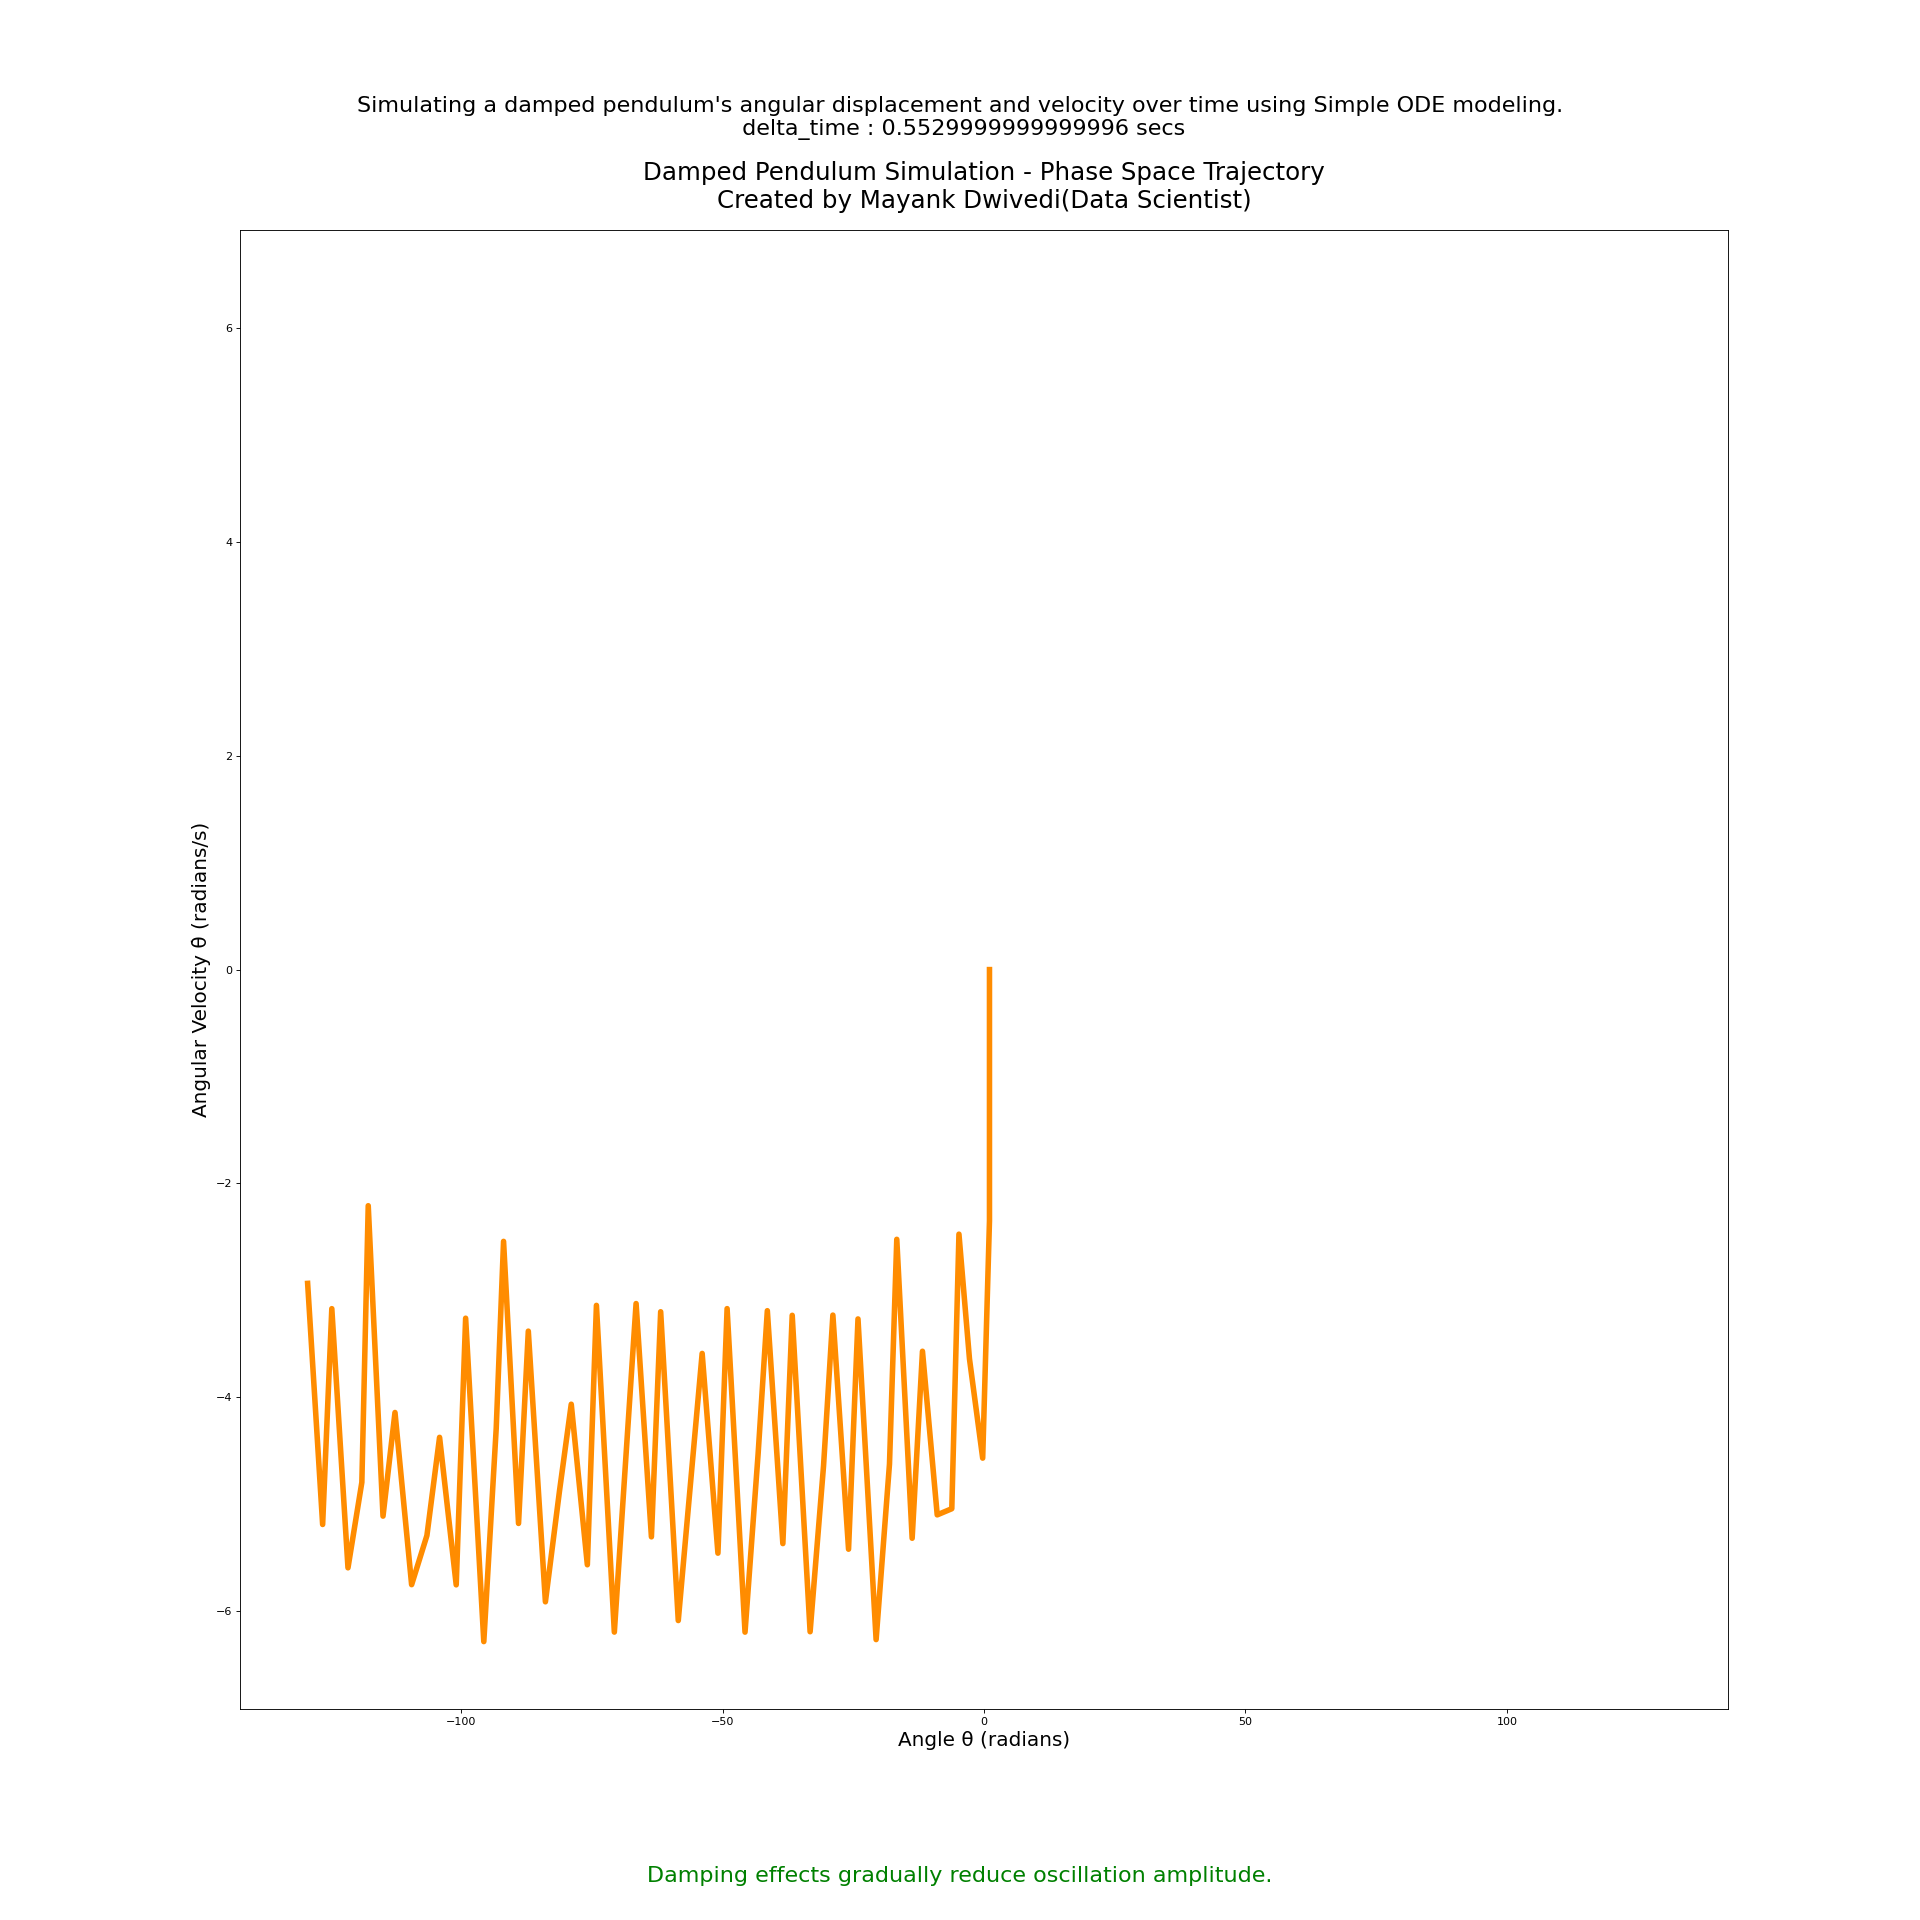 Simulating a damped pendulum's angular displacement and velocity over time using Simple ODE modeling.
delta_time : 0.5529999999999996 secs
Damped Pendulum Simulation - Phase Space Trajectory
Created by Mayank Dwivedi(Data Scientist)
6
4
2
0
−2
−4
−6
Angular Velocity θ (radians/s)
−100
−50
0
50
100
Angle θ (radians)
Damping effects gradually reduce oscillation amplitude.